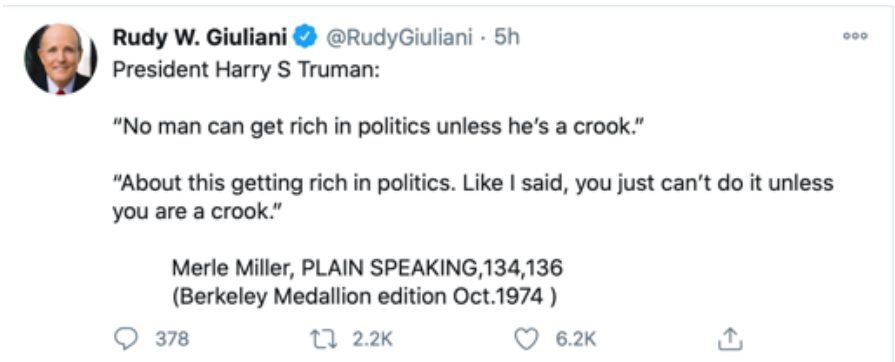 Rudy W. Giuliani @RudyGiuliani · 5h
President Harry S Truman:
“No man can get rich in politics unless he’s a crook.”
“About this getting rich in politics. Like I said, you just can’t do it unless
you are a crook.”
Merle Miller, PLAIN SPEAKING,134,136
(Berkeley Medallion edition Oct.1974 )
378 2.2K 6.2K